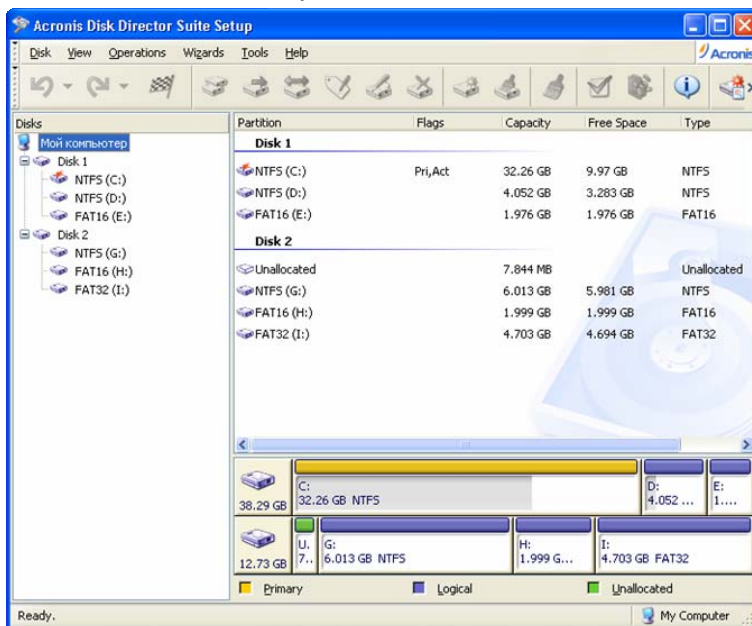 Acronis Disk Director Suite Setup
Disk View Operations Wizards Tools Help
Acronis
Disks
Мой компьютер
Disk 1
NTFS (C:)
NTFS (D:)
FAT16 (E:)
Disk 2
NTFS (G:)
FAT16 (H:)
FAT32 (I:)
Partition Flags Capacity Free Space Type
Disk 1
NTFS (C:) Pri,Act 32.26 GB 9.97 GB NTFS
NTFS (D:) 4.052 GB 3.283 GB NTFS
FAT16 (E:) 1.976 GB 1.976 GB FAT16
Disk 2
Unallocated 7.844 MB Unallocated
NTFS (G:) 6.013 GB 5.981 GB NTFS
FAT16 (H:) 1.999 GB 1.999 GB FAT16
FAT32 (I:) 4.703 GB 4.694 GB FAT32
38.29 GB
C:
32.26 GB NTFS
D:
4.052 ...
E:
1....
12.73 GB
U.
7..
G:
6.013 GB NTFS
H:
1.999 G...
I:
4.703 GB FAT32
Primary Logical Unallocated
Ready. My Computer